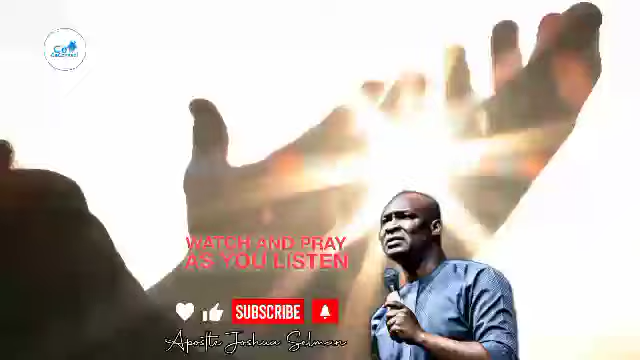 WATCH AND PRAY
AS YOU LISTEN
SUBSCRIBE
Apostle Joshua Selman